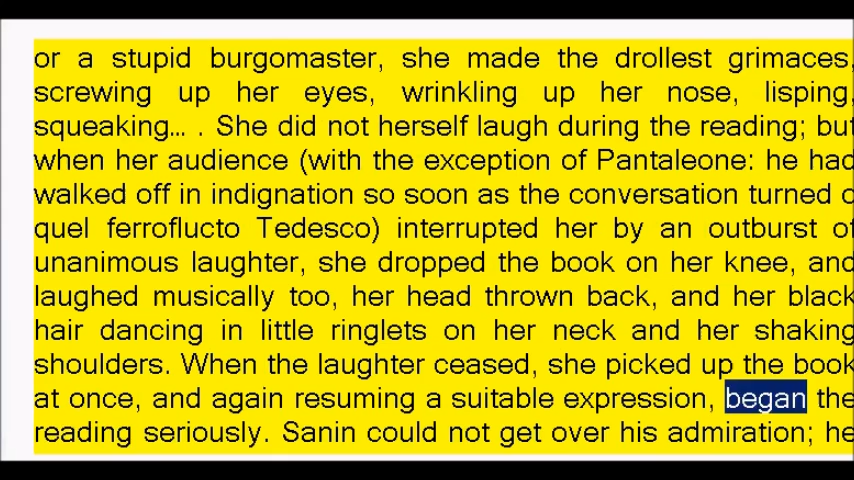 or a stupid burgomaster, she made the drollest grimaces,
screwing up her eyes, wrinkling up her nose, lisping,
squeaking… . She did not herself laugh during the reading; but
when her audience (with the exception of Pantaleone: he had
walked off in indignation so soon as the conversation turned
quel ferroflucto Tedesco) interrupted her by an outburst of
unanimous laughter, she dropped the book on her knee, and
laughed musically too, her head thrown back, and her black
hair dancing in little ringlets on her neck and her shaking
shoulders. When the laughter ceased, she picked up the book
at once, and again resuming a suitable expression, began the
reading seriously. Sanin could not get over his admiration; he